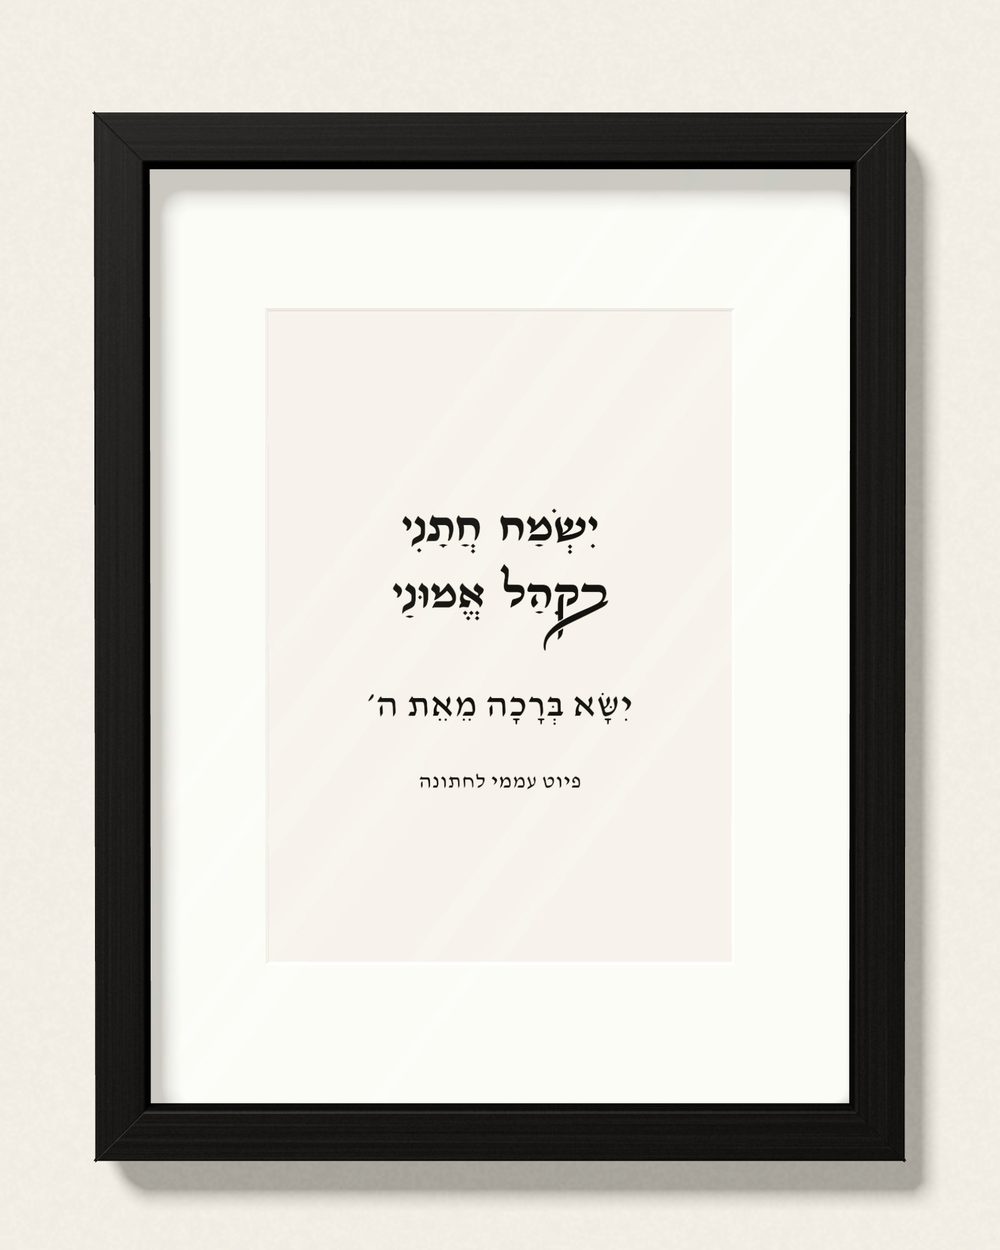 יִשְׂמַח חֲתָנִי
בִּקְהַל אֱמוּנַי
יִשָּׂא בְּרָכָה מֵאֵת ה׳
פיוט עממי לחתונה